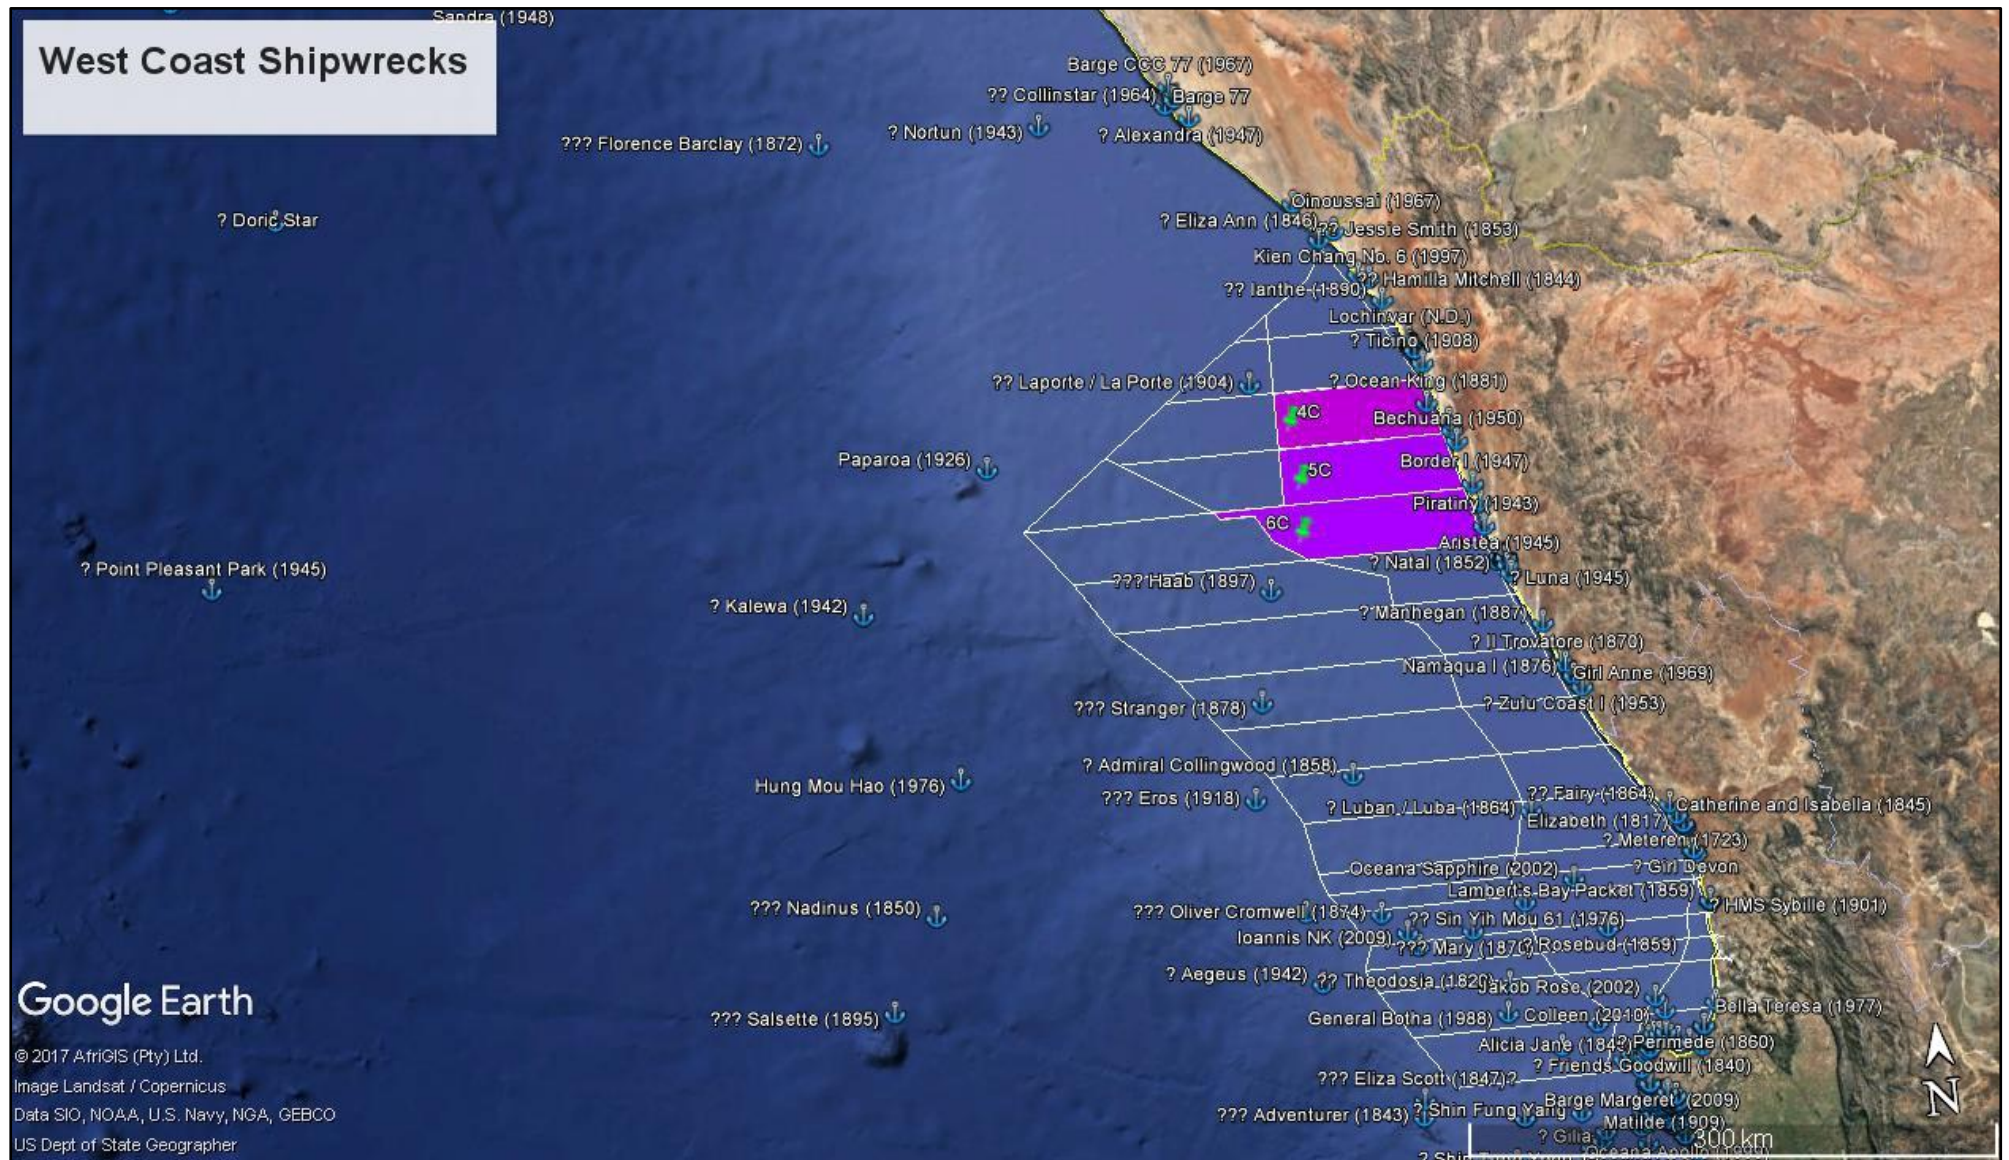 Sandra (1948)
West Coast Shipwrecks
Barge CCC 77 (1967)
?? Collinstar (1964)
Barge 77
? Nortun (1943)
? Alexandra (1947)
??? Florence Barclay (1872)
Oinoussai (1967)
? Doric Star
? Eliza Ann (1846)
?? Jessie Smith (1853)
Kien Chang No. 6 (1997)
?? Hamilla Mitchell (1844)
?? Ianthe (1890)
Lochinvar (N.D.)
? Ticino (1908)
?? Laporte / La Porte (1904)
? Ocean King (1881)
4C
Bechuana (1950)
Paparoa (1926)
5C
Border I (1947)
Piratiny (1943)
6C
Aristea (1945)
? Natal (1852)
? Point Pleasant Park (1945)
??? Haab (1897)
? Luna (1945)
? Kalewa (1942)
? Manhegan (1887)
? Il Trovatore (1870)
Namaqua I (1876)
Girl Anne (1969)
??? Stranger (1878)
? Zulu Coast I (1953)
? Admiral Collingwood (1858)
Hung Mou Hao (1976)
??? Eros (1918)
?? Fairy (1864)
? Luban / Luba (1864)
Catherine and Isabella (1845)
Elizabeth (1817)
? Meteren (1723)
Oceana Sapphire (2002)
? Girl Devon
Lambert's Bay Packet (1859)
??? Nadinus (1850)
??? Oliver Cromwell (1874)
?? Sin Yih Mou 61 (1976)
? HMS Sybille (1901)
Ioannis NK (2009)
??? Mary (1870)
? Rosebud (1859)
? Aegeus (1942)
?? Theodosia
Jakob Rose (2002)
Google Earth
??? Salsette (1895)
General Botha (1988)
Colleen (2010)
Bella Teresa (1977)
Alicia Jane
? Perimede (1860)
© 2017 AfriGIS (Pty) Ltd.
? Friends Goodwill (1840)
Image Landsat / Copernicus
??? Eliza Scott (1847)
?
Data SIO, NOAA, U.S. Navy, NGA, GEBCO
??? Adventurer (1843)
? Shin Fung Yang
Barge Margeret (2009)
N
Matilde (1909)
US Dept of State Geographer
? Gilia
300 km
Oceana Apollo